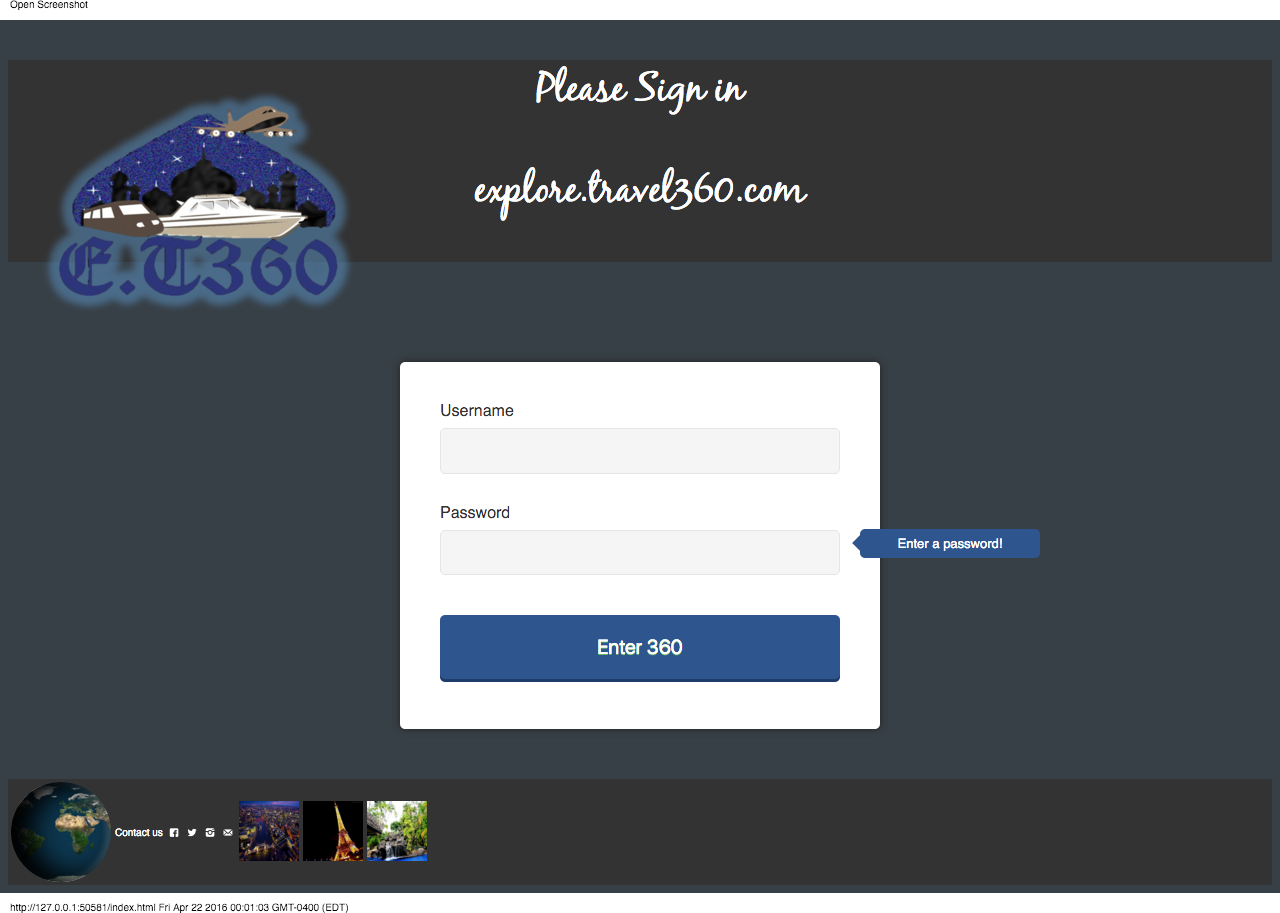 Open Screenshot
Please Sign in
explore.travel360.com
E.T360
Username
Password
Enter a password!
Enter 360
Contact us
http://127.0.0.1:50581/index.html Fri Apr 22 2016 00:01:03 GMT-0400 (EDT)